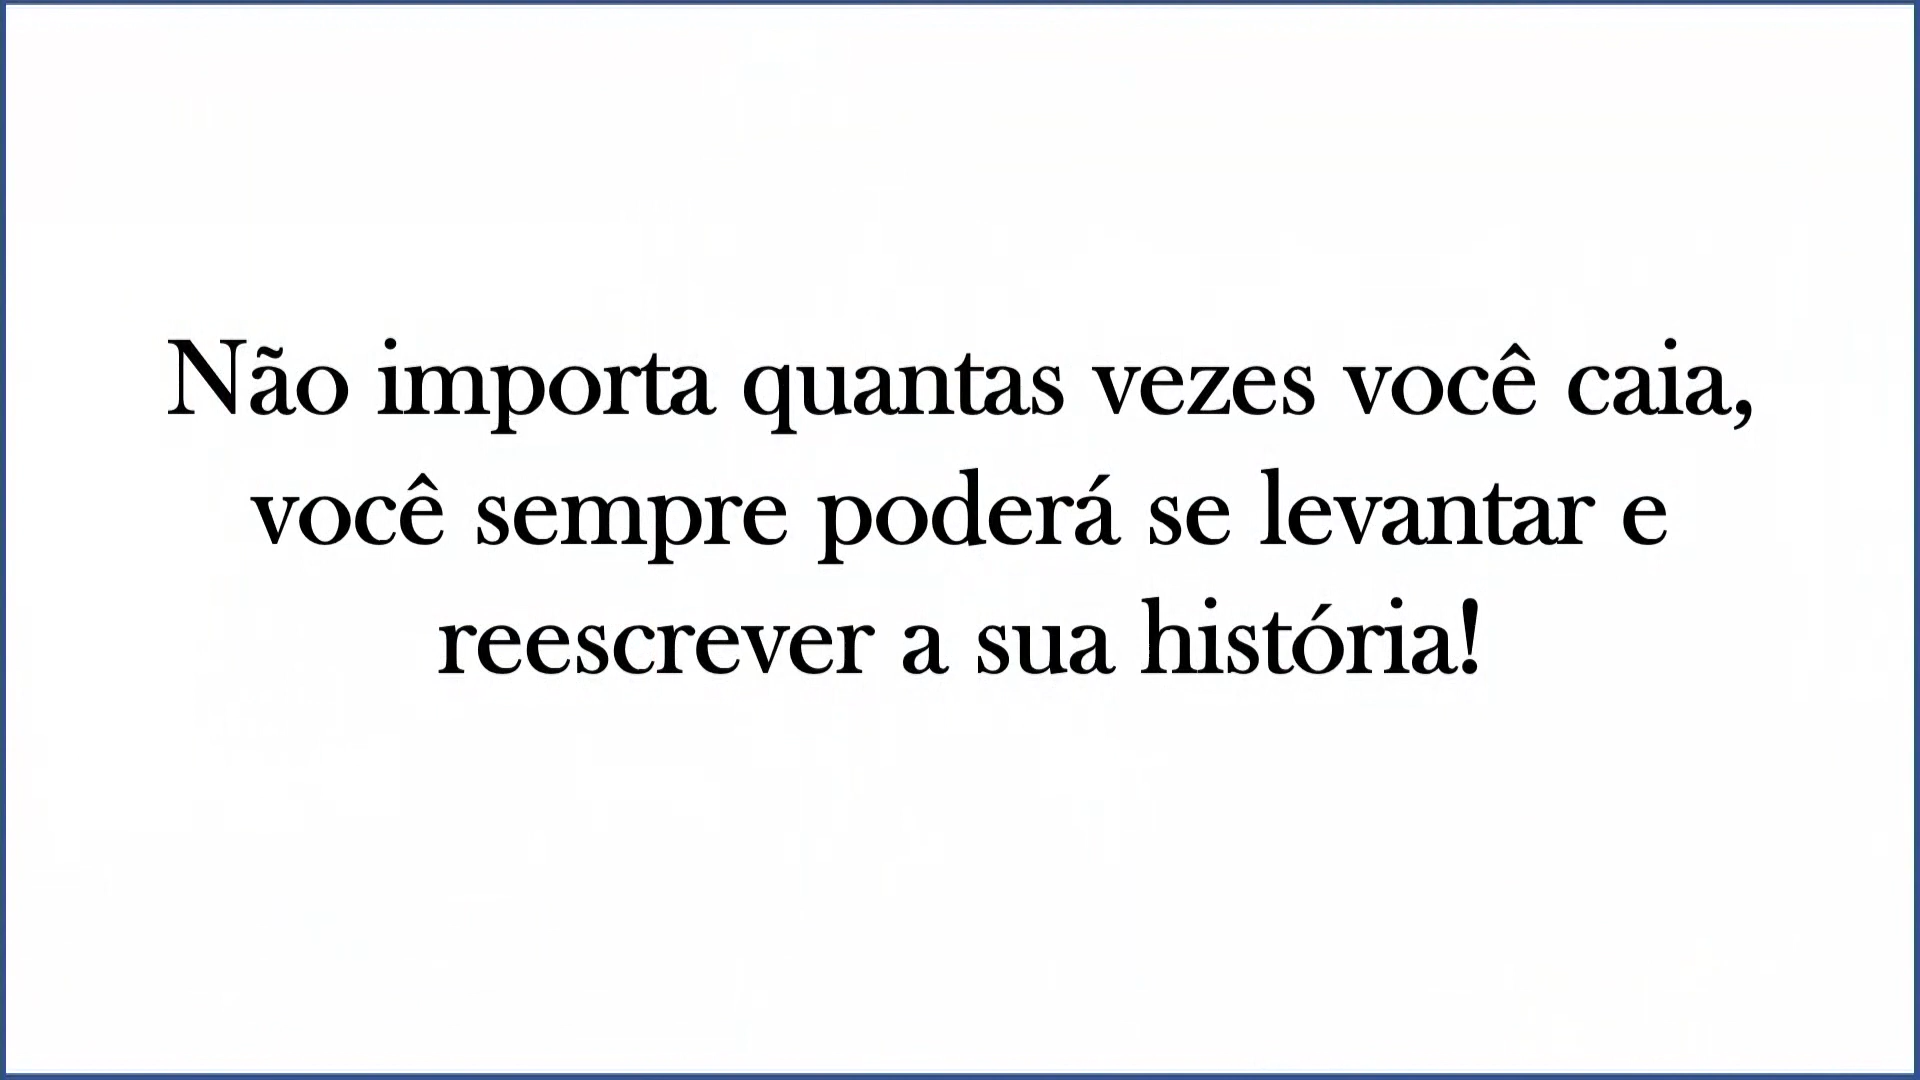 Não importa quantas vezes você caia,
você sempre poderá se levantar e
reescrever a sua história!